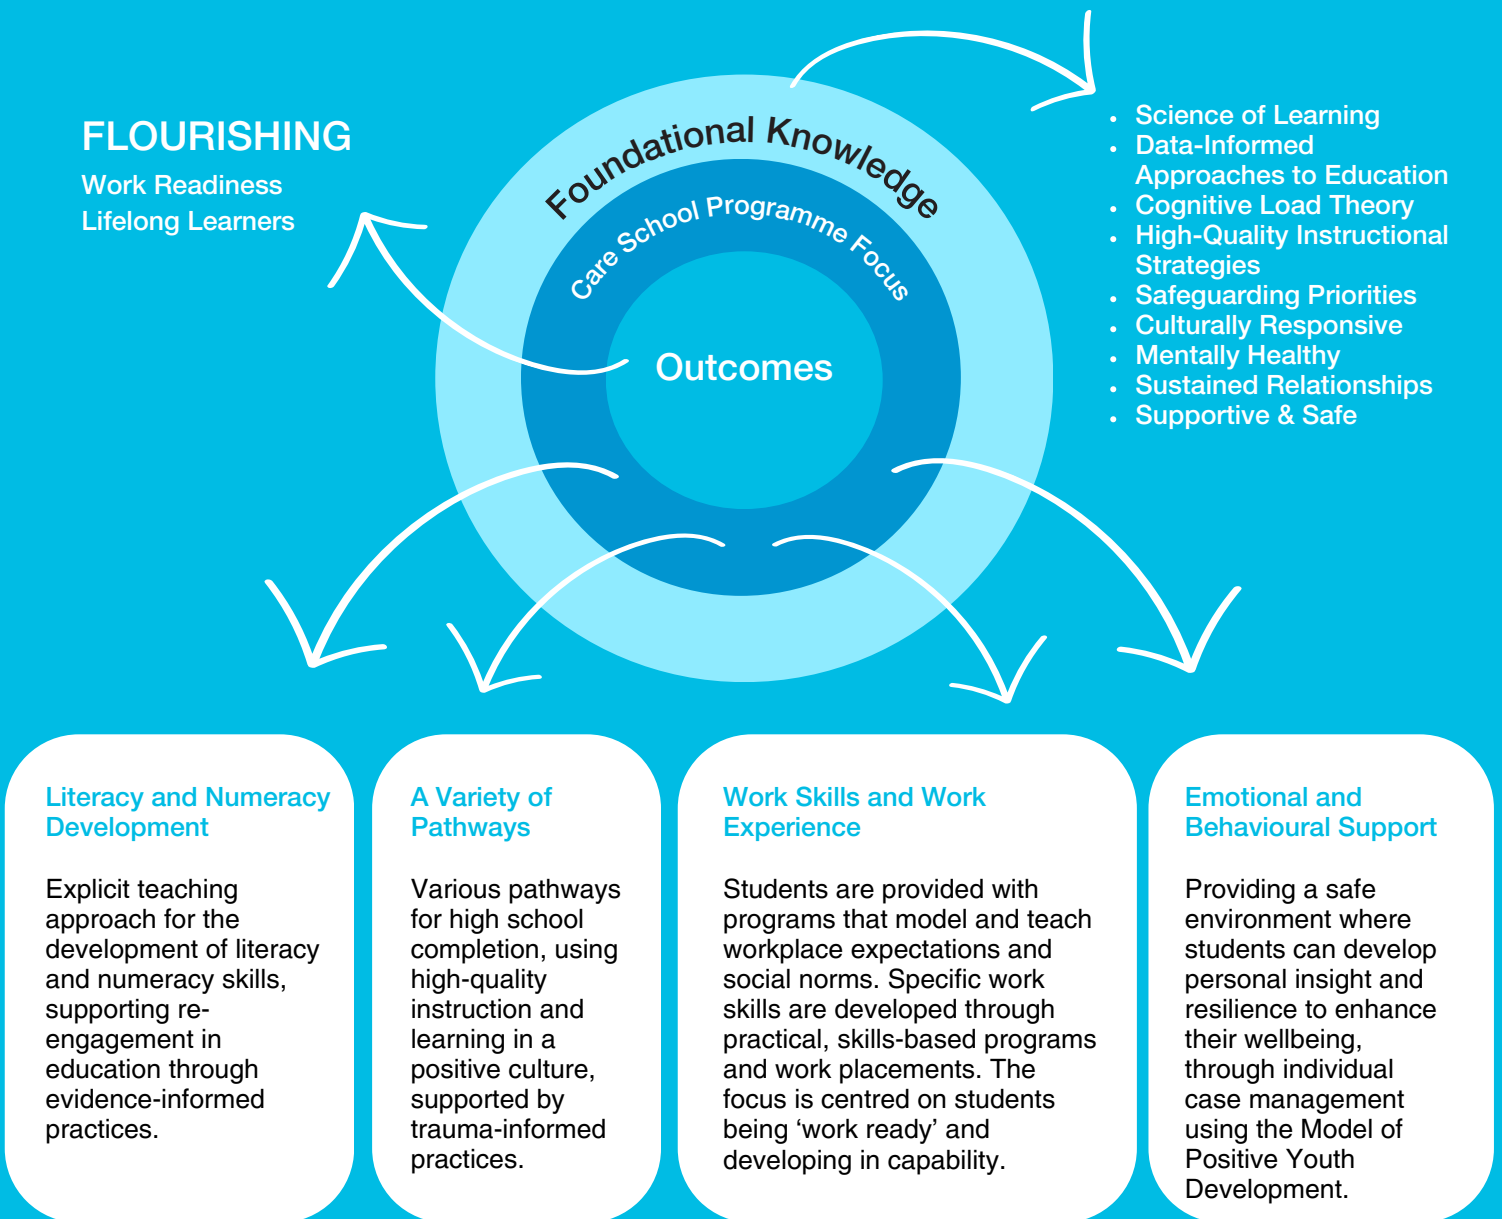 FLOURISHING
Work Readiness
Lifelong Learners
Foundational Knowledge
Care School Programme Focus
Outcomes
• Science of Learning
• Data-Informed
Approaches to Education
• Cognitive Load Theory
• High-Quality Instructional
Strategies
• Safeguarding Priorities
• Culturally Responsive
• Mentally Healthy
• Sustained Relationships
• Supportive & Safe
Literacy and Numeracy
Development
Explicit teaching
approach for the
development of literacy
and numeracy skills,
supporting re-
engagement in
education through
evidence-informed
practices.
A Variety of
Pathways
Various pathways
for high school
completion, using
high-quality
instruction and
learning in a
positive culture,
supported by
trauma-informed
practices.
Work Skills and Work
Experience
Students are provided with
programs that model and teach
workplace expectations and
social norms. Specific work
skills are developed through
practical, skills-based programs
and work placements. The
focus is centred on students
being ‘work ready’ and
developing in capability.
Emotional and
Behavioural Support
Providing a safe
environment where
students can develop
personal insight and
resilience to enhance
their wellbeing,
through individual
case management
using the Model of
Positive Youth
Development.